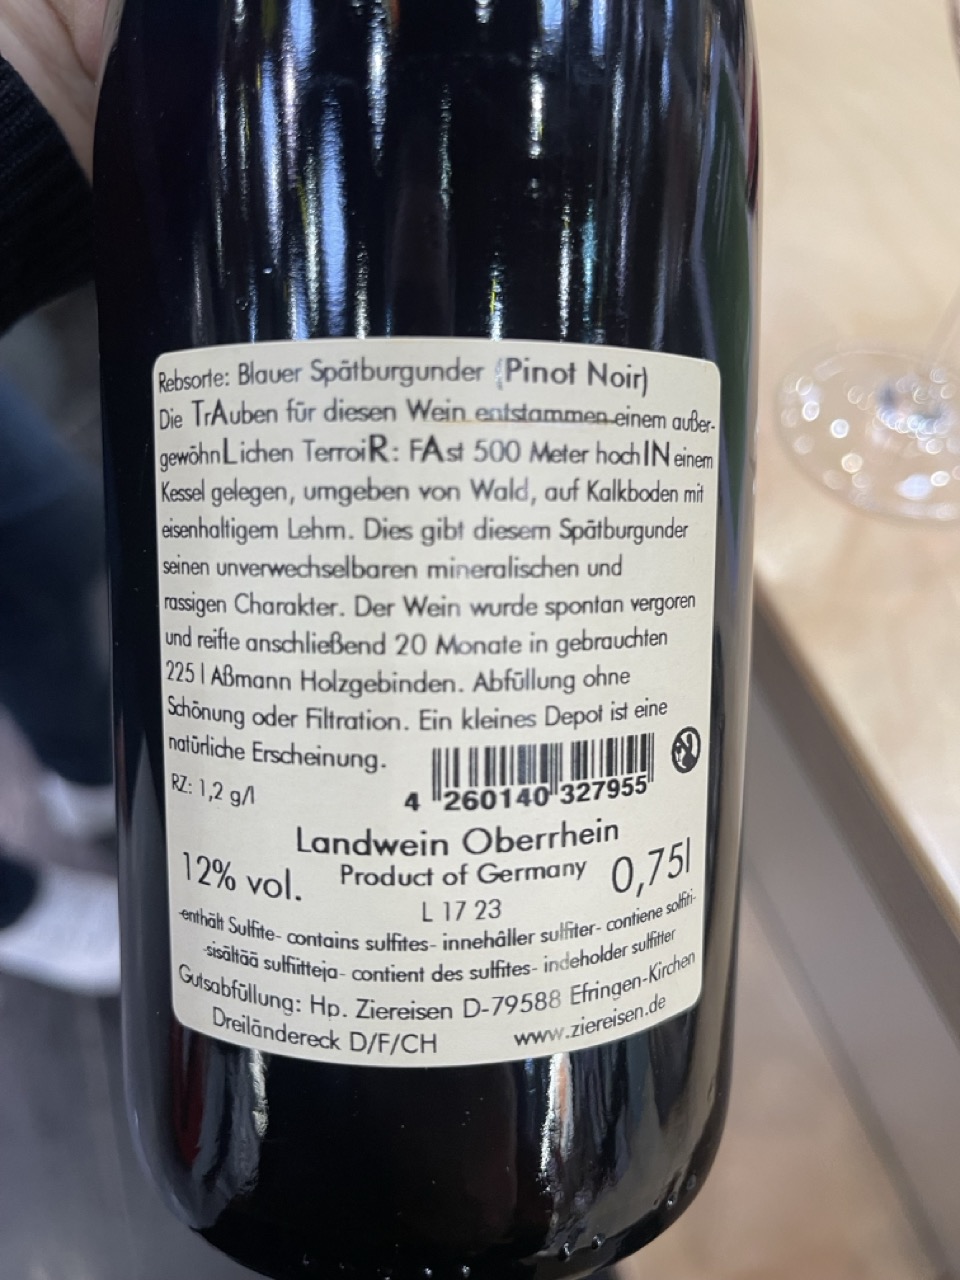 Rebsorte: Blauer Spätburgunder (Pinot Noir)
Die TrAuben für diesen Wein entstammen einem außer-
gewöhnLichen TerroiR: FAst 500 Meter hoch IN einem
Kessel gelegen, umgeben von Wald, auf Kalkboden mit
eisenhaltigem Lehm. Dies gibt diesem Spätburgunder
seinen unverwechselbaren mineralischen und
rassigen Charakter. Der Wein wurde spontan vergoren
und reifte anschließend 20 Monate in gebrauchten
225 l Aßmann Holzgebinden. Abfüllung ohne
Schönung oder Filtration. Ein kleines Depot ist eine
natürliche Erscheinung.
RZ: 1,2 g/l
4 260140 327955
Landwein Oberrhein
12% vol. Product of Germany 0,75l
L 17 23
-enthält Sulfite- contains sulfites- innehåller sulfiter- contiene solfiti-
-sisältää sulfiitteja- contient des sulfites- indeholder sulfitter
Gutsabfüllung: Hp. Ziereisen D-79588 Efringen-Kirchen
Dreiländereck D/F/CH www.ziereisen.de